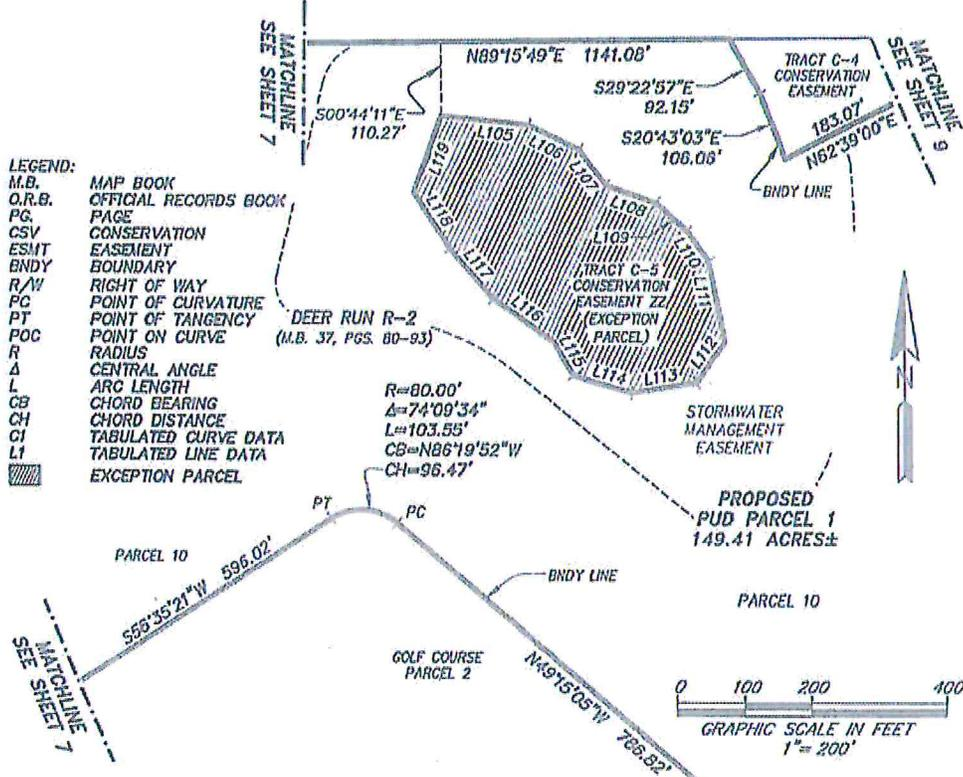 MATCHLINE
SEE SHEET 7
N89°15'49"E 1141.08'
S00°44'11"E
110.27'
S29°22'57"E
92.15'
S20°43'03"E
106.06'
TRACT C-4
CONSERVATION
EASEMENT
183.07'
N62°39'00"E
MATCHLINE
SEE SHEET 9
BNDY LINE
LEGEND:
M.B. MAP BOOK
O.R.B. OFFICIAL RECORDS BOOK
PG. PAGE
CSV CONSERVATION
ESMT EASEMENT
BNDY BOUNDARY
R/W RIGHT OF WAY
PC POINT OF CURVATURE
PT POINT OF TANGENCY
POC POINT ON CURVE
R RADIUS
Δ CENTRAL ANGLE
L ARC LENGTH
CB CHORD BEARING
CH CHORD DISTANCE
C1 TABULATED CURVE DATA
L1 TABULATED LINE DATA
EXCEPTION PARCEL
L105
L106
L107
L108
L109
L110
L111
L112
L113
L114
L115
L117
L118
L119
TRACT C-5
CONSERVATION
EASEMENT ZZ
(EXCEPTION
PARCEL)
DEER RUN R-2
(M.B. 37, PGS. 80-93)
R=80.00'
Δ=74°09'34"
L=103.55'
CB=N86°19'52"W
CH=96.47'
STORMWATER
MANAGEMENT
EASEMENT
N
PROPOSED
PUD PARCEL 1
149.41 ACRES±
PT
PC
PARCEL 10
S56°35'21"W 596.02'
MATCHLINE
SEE SHEET 7
BNDY LINE
PARCEL 10
GOLF COURSE
PARCEL 2
N49°15'05"W
786.82'
0 100 200 400
GRAPHIC SCALE IN FEET
1"= 200'